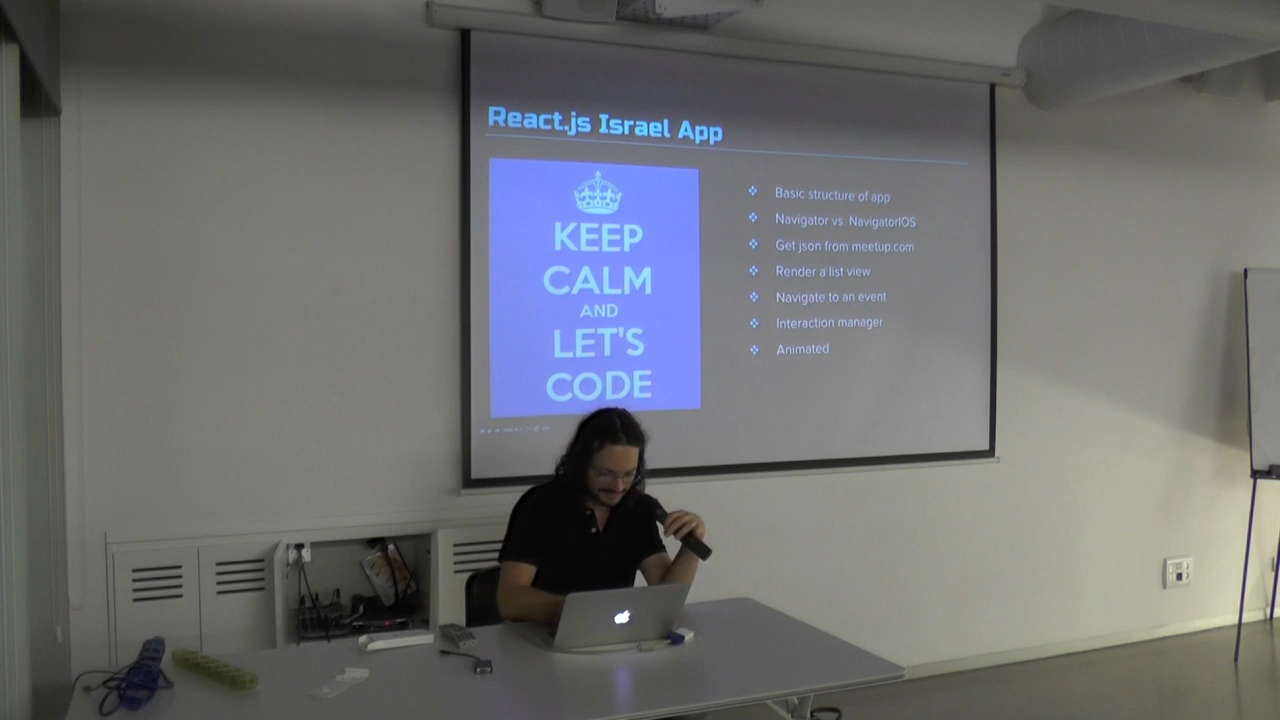 React.js Israel App
KEEP
CALM
AND
LET'S
CODE
Basic structure of app
Navigator vs. NavigatorIOS
Get json from meetup.com
Render a list view
Navigate to an event
Interaction manager
Animated